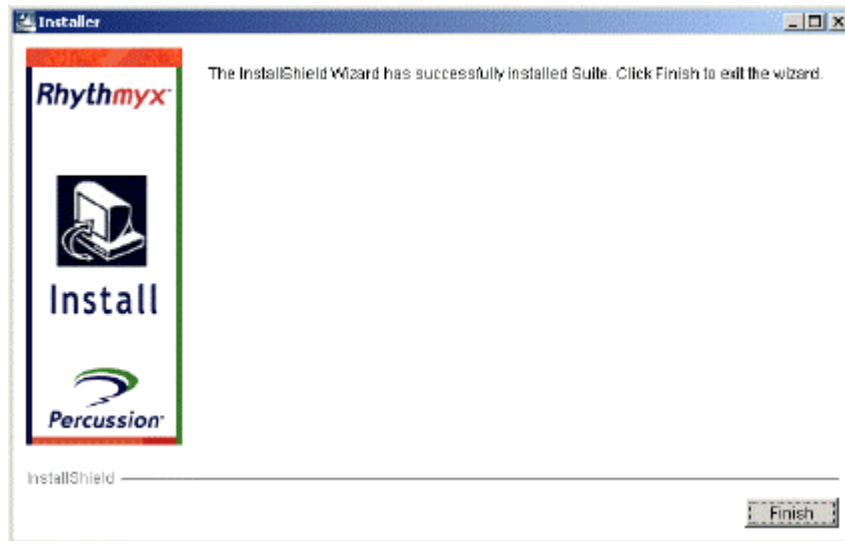 Installer
Rhythmyx
The InstallShield Wizard has successfully installed Suite. Click Finish to exit the wizard.
Install
Percussion
InstallShield
Finish